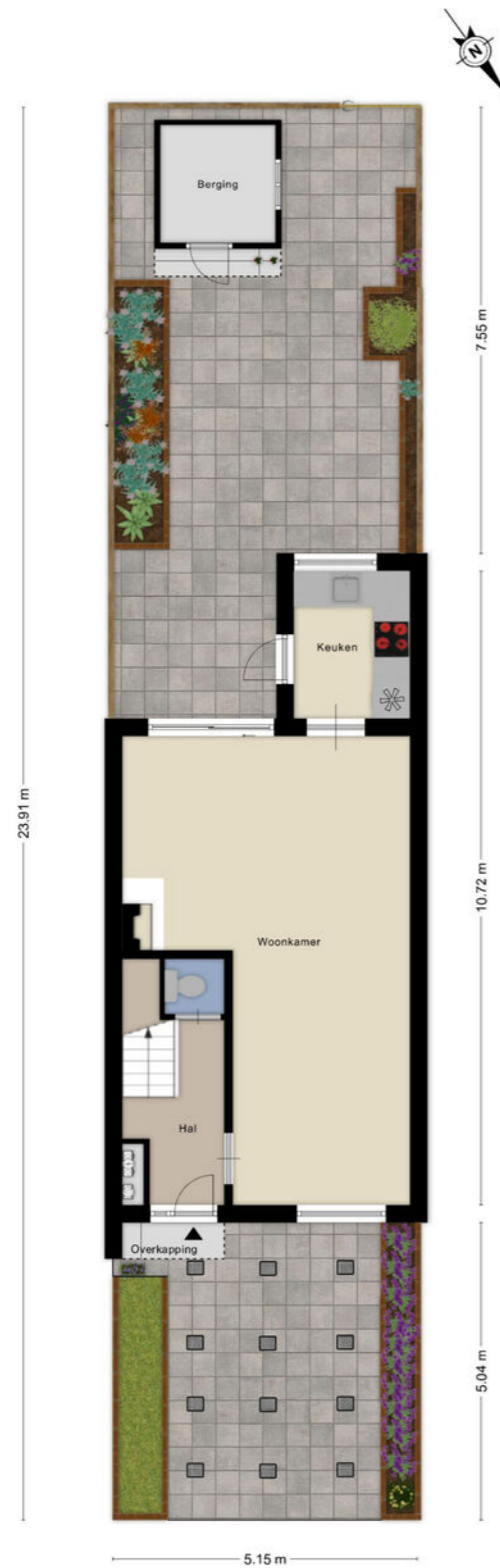 N
Berging
7.55 m
Keuken
23.91 m
10.72 m
Woonkamer
Hal
Overkapping
5.04 m
5.15 m